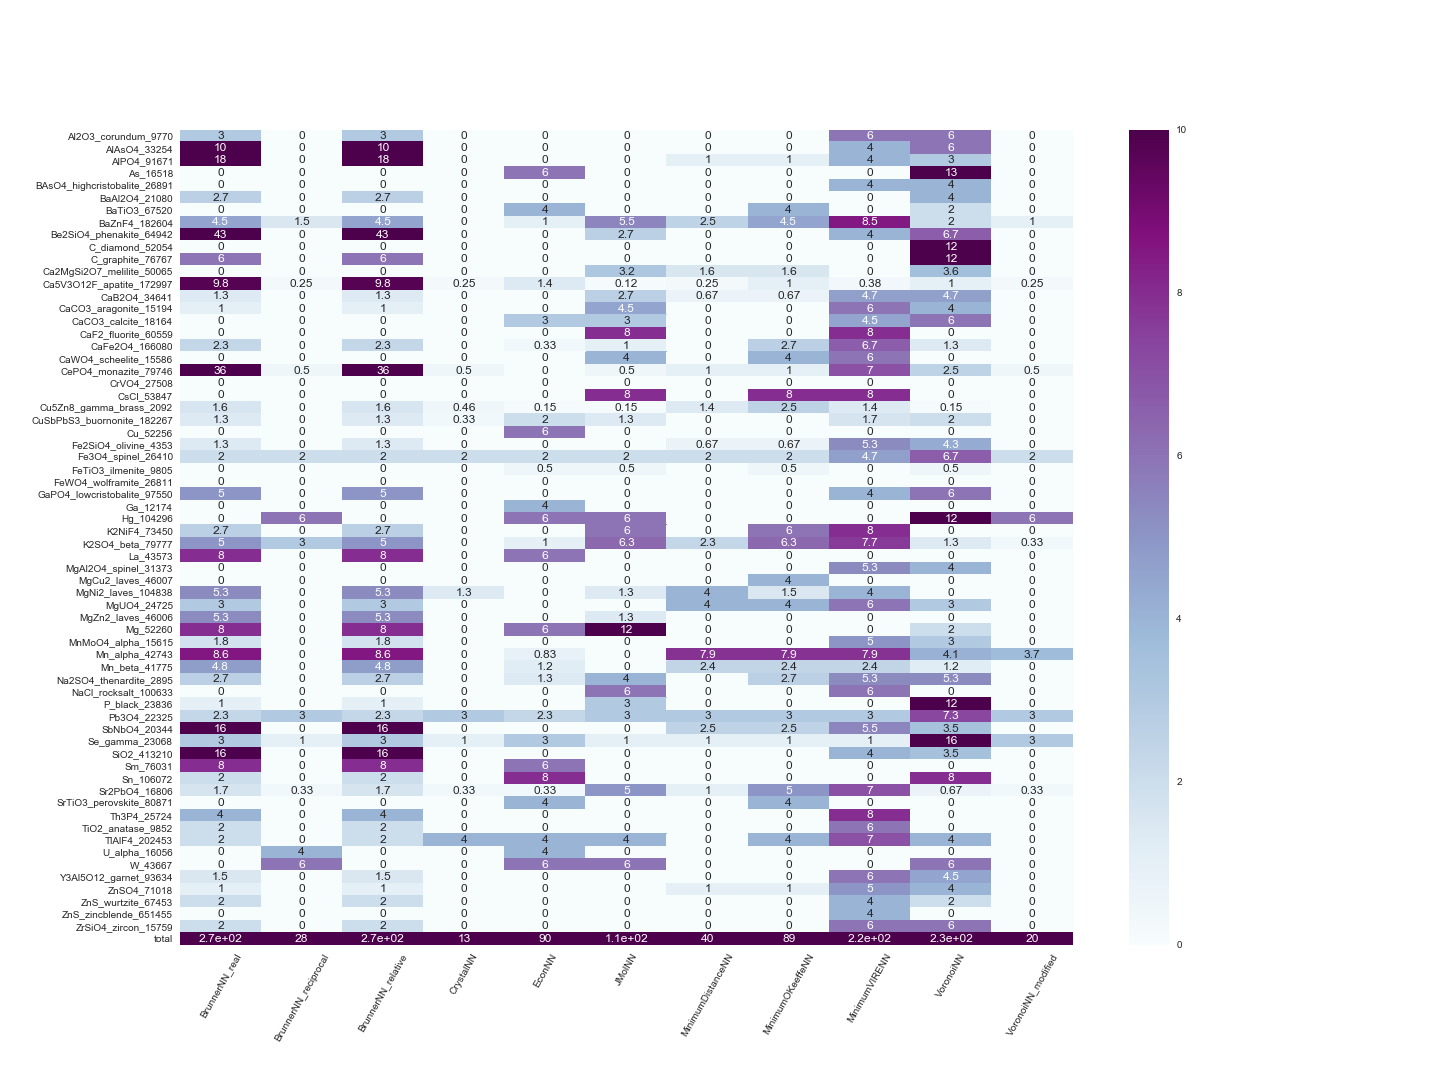 Al2O3_corundum_9770 3 0 3 0 0 0 0 0 6 6 0
AlAsO4_33254 10 0 10 0 0 0 0 0 4 6 0
AlPO4_91671 18 0 18 0 0 0 1 1 4 3 0
As_16518 0 0 0 0 6 0 0 0 0 13 0
BAsO4_highcristobalite_26891 0 0 0 0 0 0 0 0 4 4 0
BaAl2O4_21080 2.7 0 2.7 0 0 0 0 0 0 4 0
BaTiO3_67520 0 0 0 0 4 0 0 4 0 2 0
BaZnF4_182604 4.5 1.5 4.5 0 1 5.5 2.5 4.5 8.5 2 1
Be2SiO4_phenakite_64942 43 0 43 0 0 2.7 0 0 4 6.7 0
C_diamond_52054 0 0 0 0 0 0 0 0 0 12 0
C_graphite_76767 6 0 6 0 0 0 0 0 0 12 0
Ca2MgSi2O7_melilite_50065 0 0 0 0 0 3.2 1.6 1.6 0 3.6 0
Ca5V3O12F_apatite_172997 9.8 0.25 9.8 0.25 1.4 0.12 0.25 1 0.38 1 0.25
CaB2O4_34641 1.3 0 1.3 0 0 2.7 0.67 0.67 4.7 4.7 0
CaCO3_aragonite_15194 1 0 1 0 0 4.5 0 0 6 4 0
CaCO3_calcite_18164 0 0 0 0 3 3 0 0 4.5 6 0
CaF2_fluorite_60559 0 0 0 0 0 8 0 0 8 0 0
CaFe2O4_166080 2.3 0 2.3 0 0.33 1 0 2.7 6.7 1.3 0
CaWO4_scheelite_15586 0 0 0 0 0 4 0 4 6 0 0
CePO4_monazite_79746 36 0.5 36 0.5 0 0.5 1 1 7 2.5 0.5
CrVO4_27508 0 0 0 0 0 0 0 0 0 0 0
CsCl_53847 0 0 0 0 0 8 0 8 8 0 0
Cu5Zn8_gamma_brass_2092 1.6 0 1.6 0.46 0.15 0.15 1.4 2.5 1.4 0.15 0
CuSbPbS3_buornonite_182267 1.3 0 1.3 0.33 2 1.3 0 0 1.7 2 0
Cu_52256 0 0 0 0 6 0 0 0 0 0 0
Fe2SiO4_olivine_4353 1.3 0 1.3 0 0 0 0.67 0.67 5.3 4.3 0
Fe3O4_spinel_26410 2 2 2 2 2 2 2 2 4.7 6.7 2
FeTiO3_ilmenite_9805 0 0 0 0 0.5 0.5 0 0.5 0 0.5 0
FeWO4_wolframite_26811 0 0 0 0 0 0 0 0 0 0 0
GaPO4_lowcristobalite_97550 5 0 5 0 0 0 0 0 4 6 0
Ga_12174 0 0 0 0 4 0 0 0 0 0 0
Hg_104296 0 6 0 0 6 6 0 0 0 12 6
K2NiF4_73450 2.7 0 2.7 0 0 6 0 6 8 0 0
K2SO4_beta_79777 5 3 5 0 1 6.3 2.3 6.3 7.7 1.3 0.33
La_43573 8 0 8 0 6 0 0 0 0 0 0
MgAl2O4_spinel_31373 0 0 0 0 0 0 0 0 5.3 4 0
MgCu2_laves_46007 0 0 0 0 0 0 0 4 0 0 0
MgNi2_laves_104838 5.3 0 5.3 1.3 0 1.3 4 1.5 4 0 0
MgUO4_24725 3 0 3 0 0 0 4 4 6 3 0
MgZn2_laves_46006 5.3 0 5.3 0 0 1.3 0 0 0 0 0
Mg_52260 8 0 8 0 6 12 0 0 0 2 0
MnMoO4_alpha_15615 1.8 0 1.8 0 0 0 0 0 5 3 0
Mn_alpha_42743 8.6 0 8.6 0 0.83 0 7.9 7.9 7.9 4.1 3.7
Mn_beta_41775 4.8 0 4.8 0 1.2 0 2.4 2.4 2.4 1.2 0
Na2SO4_thenardite_2895 2.7 0 2.7 0 1.3 4 0 2.7 5.3 5.3 0
NaCl_rocksalt_100633 0 0 0 0 0 6 0 0 6 0 0
P_black_23836 1 0 1 0 0 3 0 0 0 12 0
Pb3O4_22325 2.3 3 2.3 3 2.3 3 3 3 3 7.3 3
SbNbO4_20344 16 0 16 0 0 0 2.5 2.5 5.5 3.5 0
Se_gamma_23068 3 1 3 1 3 1 1 1 1 16 3
SiO2_413210 16 0 16 0 0 0 0 0 4 3.5 0
Sm_76031 8 0 8 0 6 0 0 0 0 0 0
Sn_106072 2 0 2 0 8 0 0 0 0 8 0
Sr2PbO4_16806 1.7 0.33 1.7 0.33 0.33 5 1 5 7 0.67 0.33
SrTiO3_perovskite_80871 0 0 0 0 4 0 0 4 0 0 0
Th3P4_25724 4 0 4 0 0 0 0 0 8 0 0
TiO2_anatase_9852 2 0 2 0 0 0 0 0 6 0 0
TlAlF4_202453 2 0 2 4 4 4 0 4 7 4 0
U_alpha_16056 0 4 0 0 4 0 0 0 0 0 0
W_43667 0 6 0 0 6 6 0 0 0 6 0
Y3Al5O12_garnet_93634 1.5 0 1.5 0 0 0 0 0 6 4.5 0
ZnSO4_71018 1 0 1 0 0 0 1 1 5 4 0
ZnS_wurtzite_67453 2 0 2 0 0 0 0 0 4 2 0
ZnS_zincblende_651455 0 0 0 0 0 0 0 0 4 0 0
ZrSiO4_zircon_15759 2 0 2 0 0 0 0 0 6 6 0
total 2.7e+02 28 2.7e+02 13 90 1.1e+02 40 89 2.2e+02 2.3e+02 20
BrunnerNN_real BrunnerNN_reciprocal BrunnerNN_relative CrystalNN EconNN JMolNN MinimumDistanceNN MinimumOKeeffeNN MinimumVIRENN VoronoiNN VoronoiNN_modified
10
8
6
4
2
0